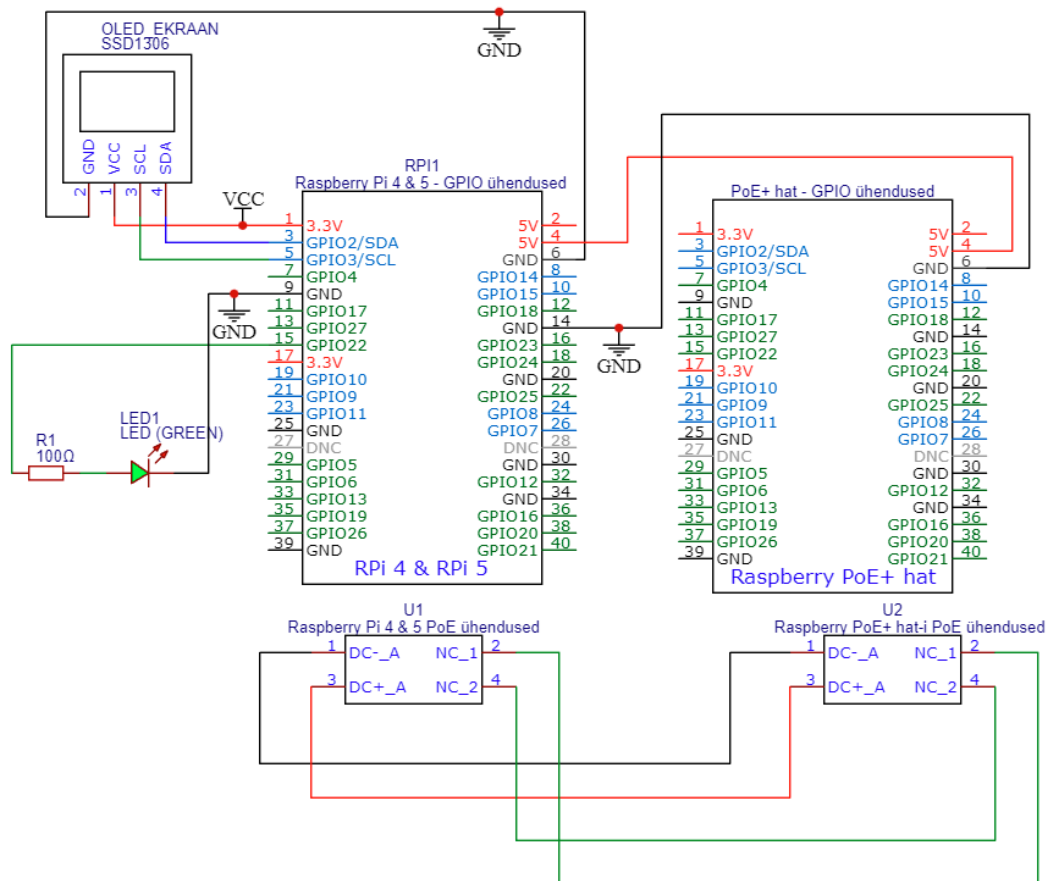 OLED_EKRAAN
SSD1306
GND
GND
VCC
SCL
SDA
2
1
3
4
RPI1
Raspberry Pi 4 & 5 - GPIO ühendused
VCC
1 3.3V
3 GPIO2/SDA
5 GPIO3/SCL
7 GPIO4
9 GND
11 GPIO17
13 GPIO27
15 GPIO22
17 3.3V
19 GPIO10
21 GPIO9
23 GPIO11
25 GND
27 DNC
29 GPIO5
31 GPIO6
33 GPIO13
35 GPIO19
37 GPIO26
39 GND
5V 2
5V 4
GND 6
GPIO14 8
GPIO15 10
GPIO18 12
GND 14
GPIO23 16
GPIO24 18
GND 20
GPIO25 22
GPIO8 24
GPIO7 26
DNC 28
GND 30
GPIO12 32
GND 34
GPIO16 36
GPIO20 38
GPIO21 40
RPi 4 & RPi 5
GND
GND
LED1
LED (GREEN)
R1
100Ω
PoE+ hat - GPIO ühendused
1 3.3V
3 GPIO2/SDA
5 GPIO3/SCL
7 GPIO4
9 GND
11 GPIO17
13 GPIO27
15 GPIO22
17 3.3V
19 GPIO10
21 GPIO9
23 GPIO11
25 GND
27 DNC
29 GPIO5
31 GPIO6
33 GPIO13
35 GPIO19
37 GPIO26
39 GND
5V 2
5V 4
GND 6
GPIO14 8
GPIO15 10
GPIO18 12
GND 14
GPIO23 16
GPIO24 18
GND 20
GPIO25 22
GPIO8 24
GPIO7 26
DNC 28
GND 30
GPIO12 32
GND 34
GPIO16 36
GPIO20 38
GPIO21 40
Raspberry PoE+ hat
U1
Raspberry Pi 4 & 5 PoE ühendused
1 DC-_A NC_1 2
3 DC+_A NC_2 4
U2
Raspberry PoE+ hat-i PoE ühendused
1 DC-_A NC_1 2
3 DC+_A NC_2 4